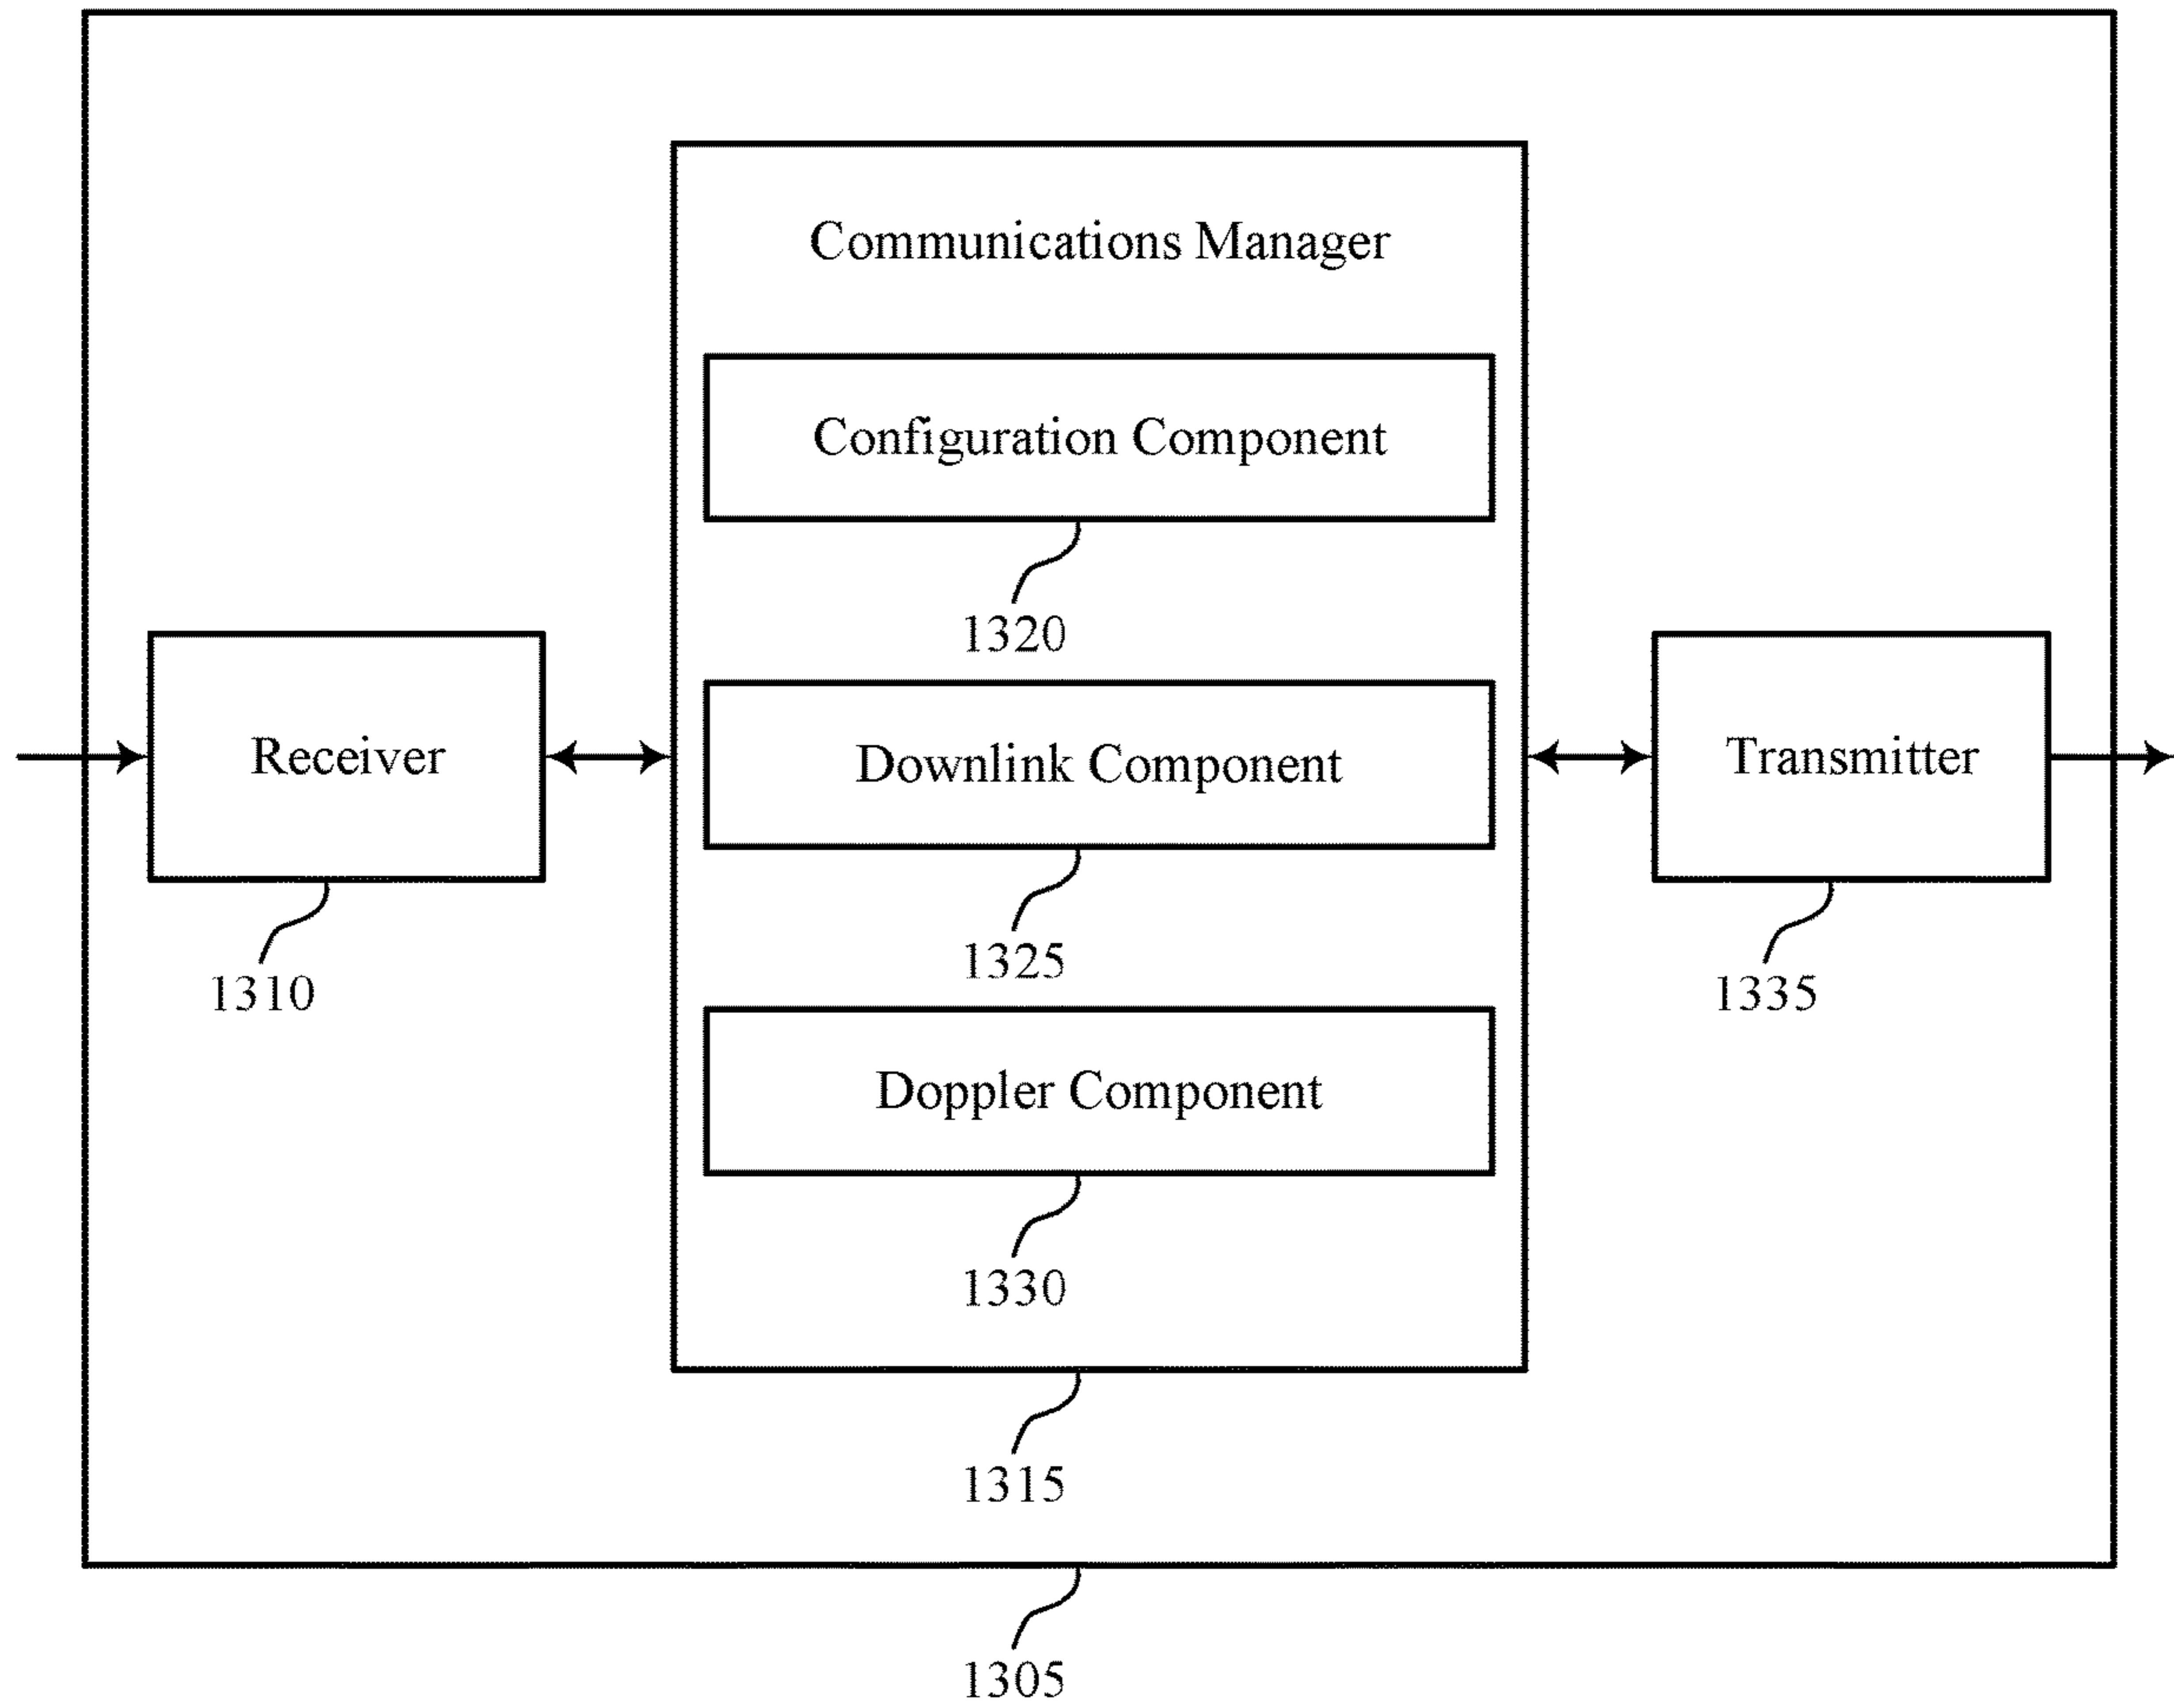 Communications Manager
Configuration Component
1320
Receiver
Downlink Component
Transmitter
1310
1325
1335
Doppler Component
1330
1315
1305